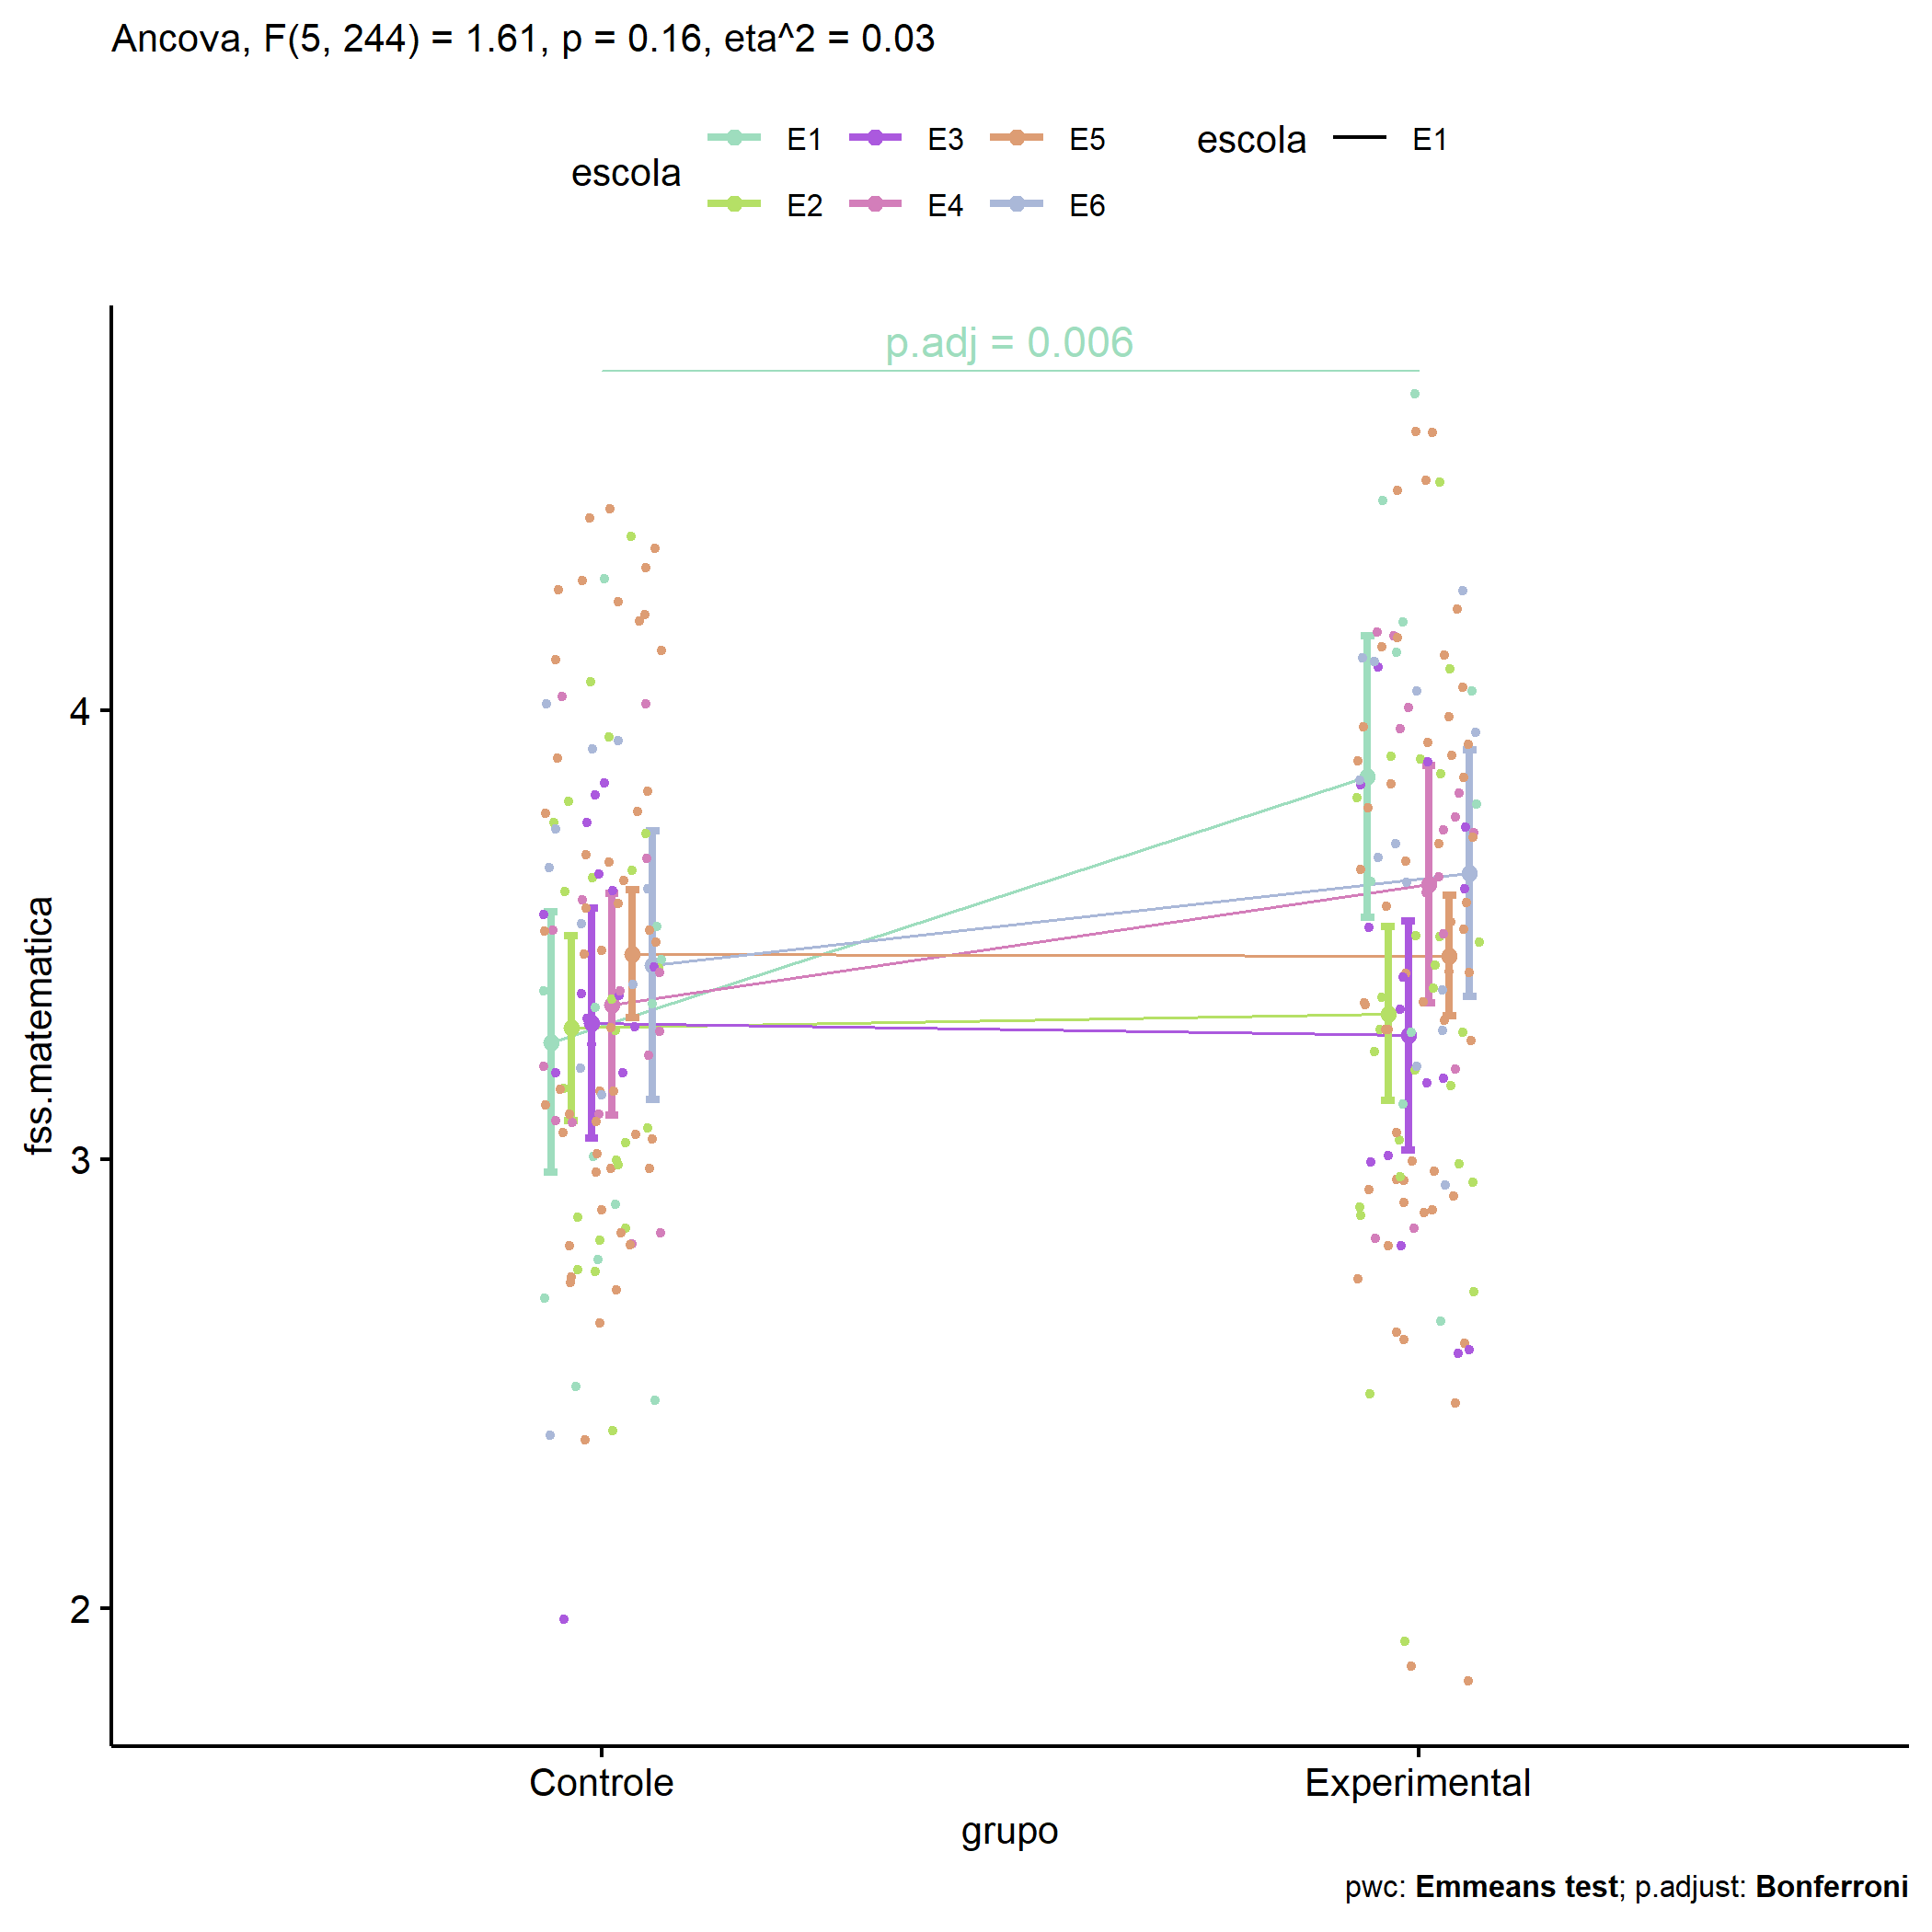 Ancova, F(5, 244) = 1.61, p = 0.16, eta^2 = 0.03
escola
E1 E3 E5
E2 E4 E6
escola E1
p.adj = 0.006
fss.matematica
4
3
2
Controle Experimental
grupo
pwc: Emmeans test; p.adjust: Bonferroni